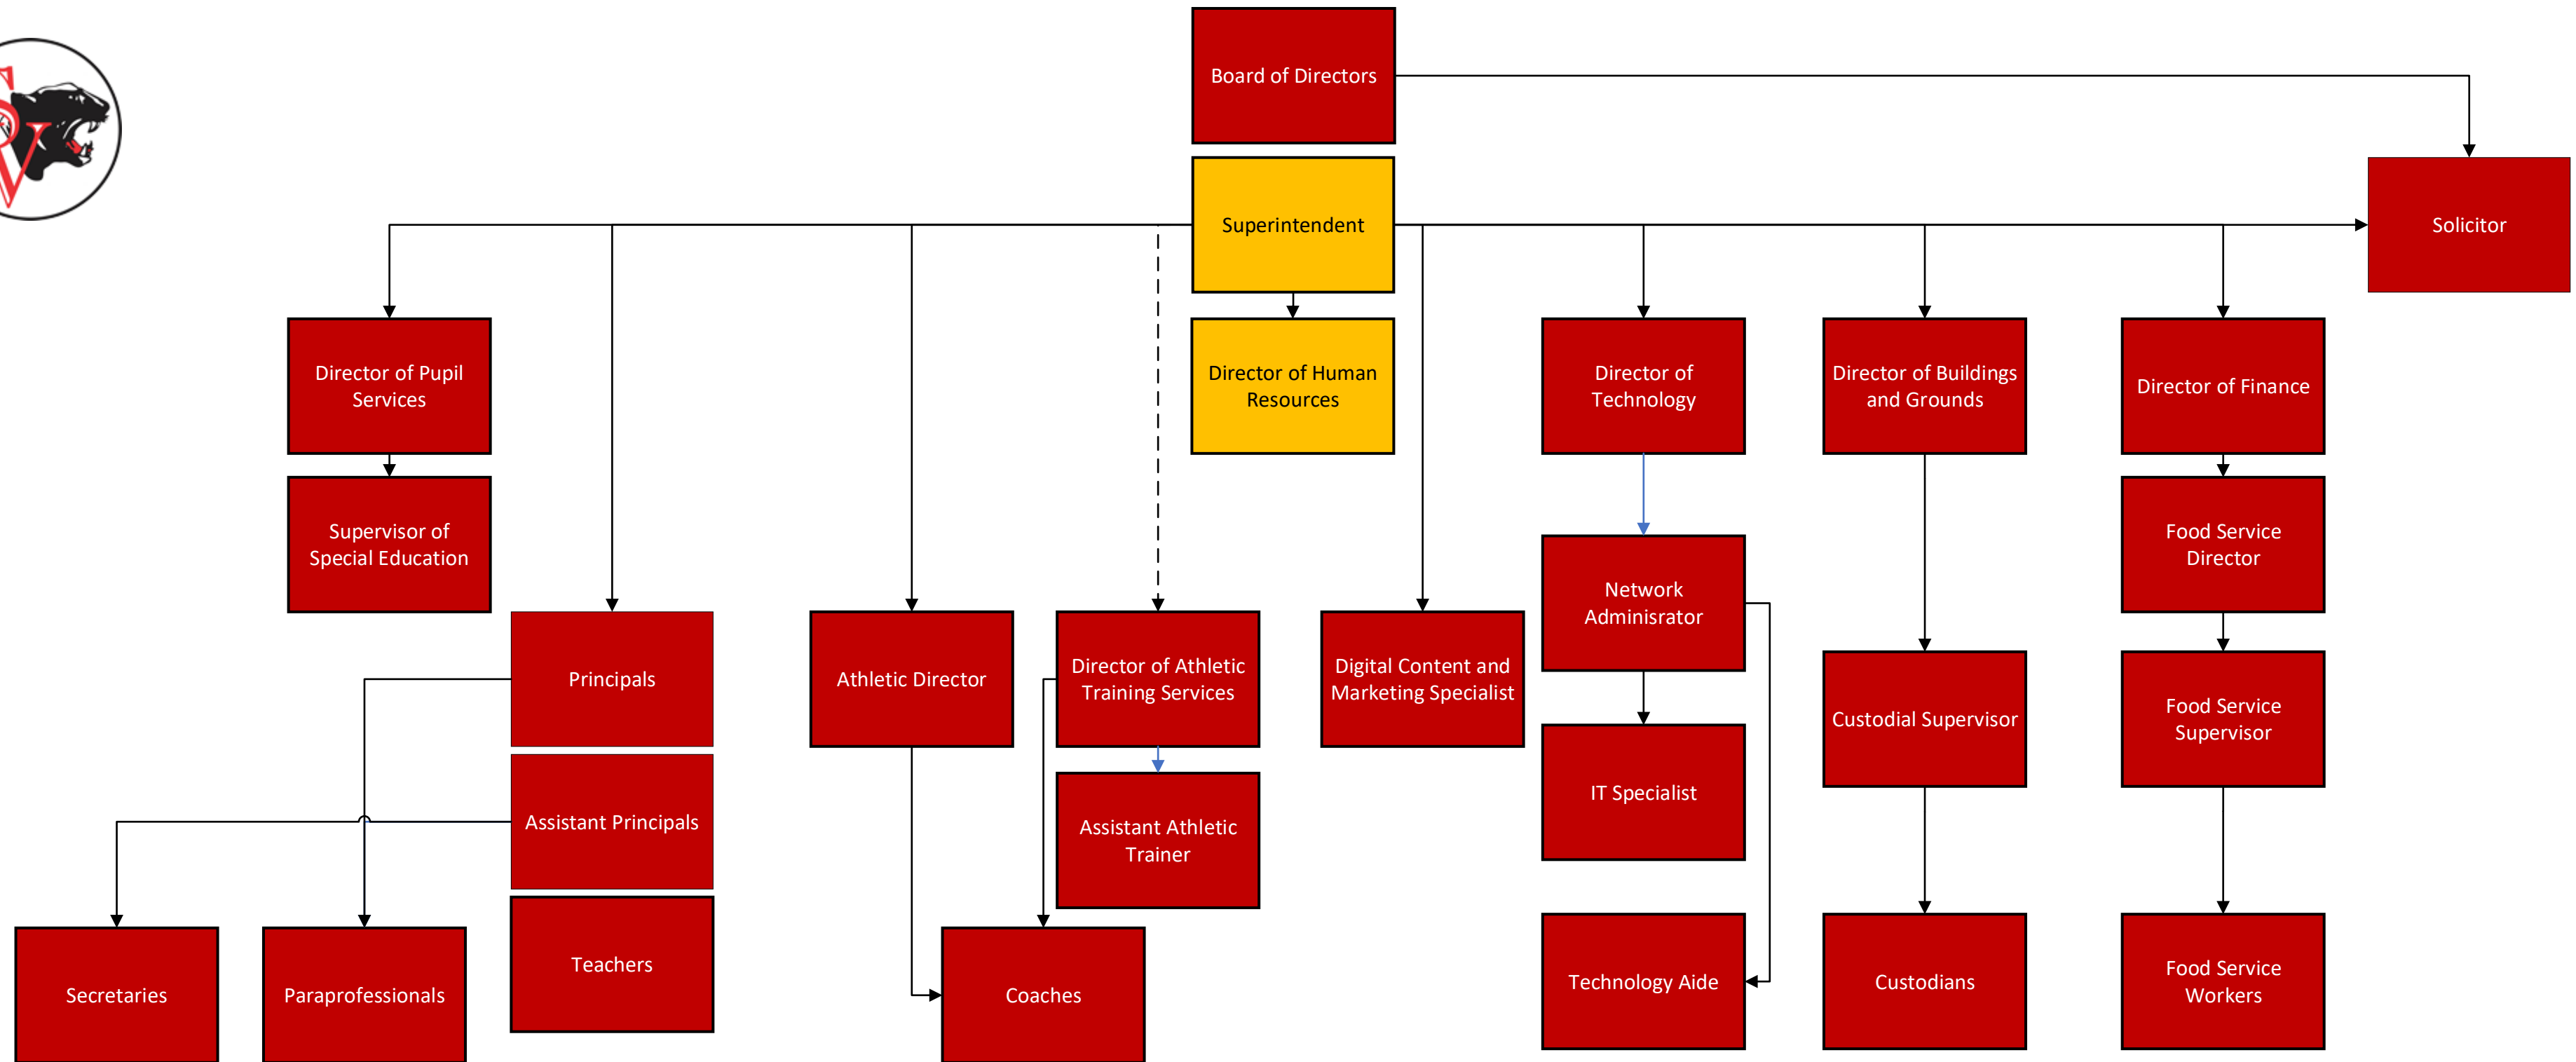 Board of Directors
Superintendent
Solicitor
Director of Pupil
Services
Director of Human
Resources
Director of
Technology
Director of Buildings
and Grounds
Director of Finance
Supervisor of
Special Education
Food Service
Director
Network
Adminisrator
Principals
Athletic Director
Director of Athletic
Training Services
Digital Content and
Marketing Specialist
Custodial Supervisor
Food Service
Supervisor
IT Specialist
Assistant Principals
Assistant Athletic
Trainer
Teachers
Secretaries
Paraprofessionals
Coaches
Technology Aide
Custodians
Food Service
Workers